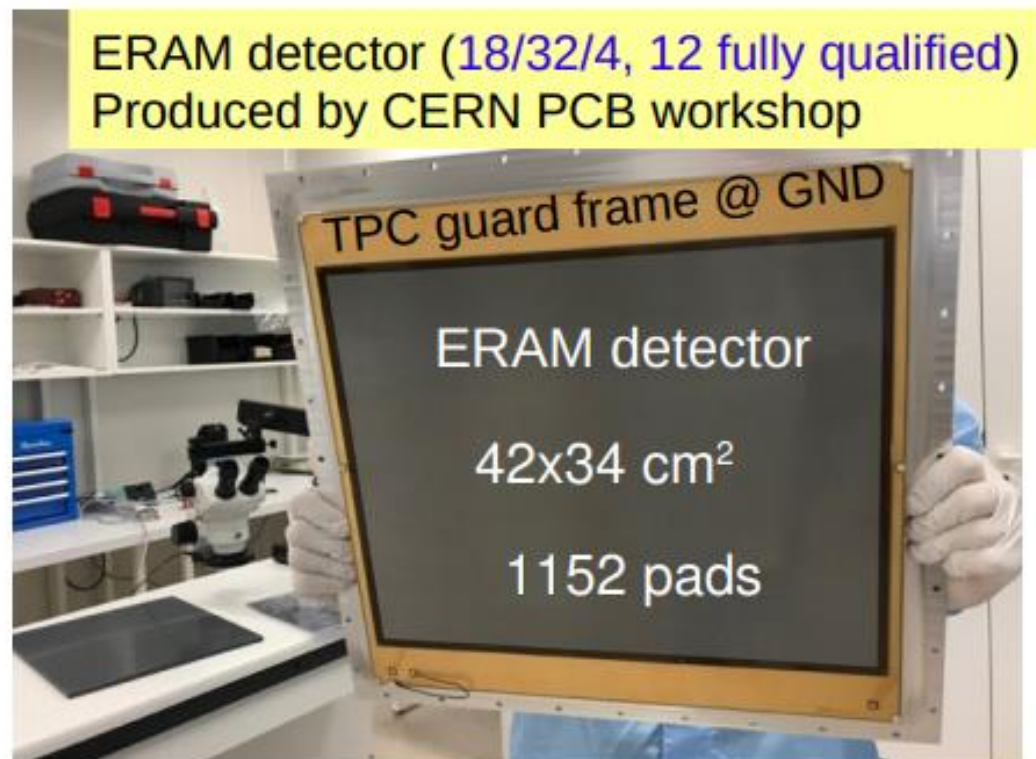 ERAM detector (18/32/4, 12 fully qualified)
Produced by CERN PCB workshop
TPC guard frame @ GND
ERAM detector
42x34 cm²
1152 pads